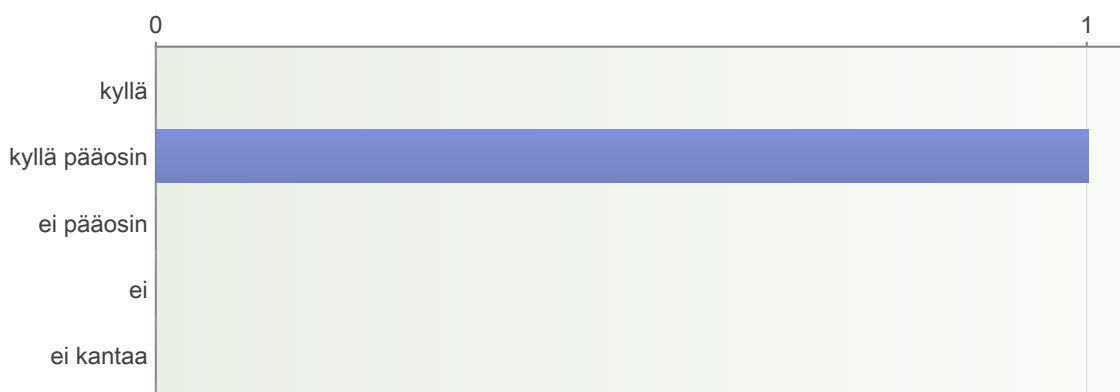 0 1
kyllä
kyllä pääosin
ei pääosin
ei
ei kantaa